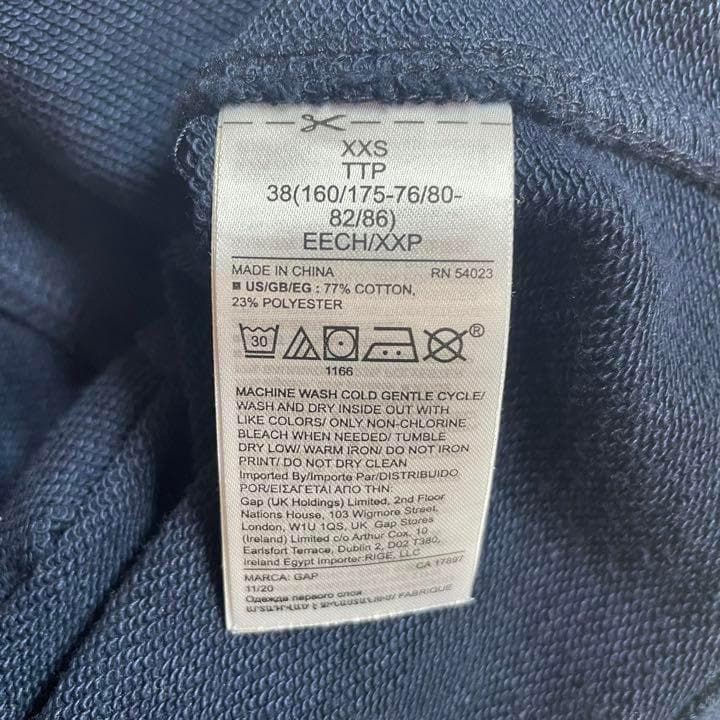 XXS
TTP
38(160/175-76/80-
82/86)
EECH/XXP
MADE IN CHINA RN 54023
US/GB/EG : 77% COTTON,
23% POLYESTER
30 ®
1166
MACHINE WASH COLD GENTLE CYCLE/
WASH AND DRY INSIDE OUT WITH
LIKE COLORS/ ONLY NON-CHLORINE
BLEACH WHEN NEEDED/ TUMBLE
DRY LOW/ WARM IRON/ DO NOT IRON
PRINT/ DO NOT DRY CLEAN
Imported By/Importe Par/DISTRIBUIDO
POR/ΕΙΣΑΓΕΤΑΙ ΑΠΟ ΤΗΝ:
Gap (UK Holdings) Limited, 2nd Floor
Nations House, 103 Wigmore Street,
London, W1U 1QS, UK Gap Stores
(Ireland) Limited c/o Arthur Cox. 10
Earlsfort Terrace, Dublin 2, D02 T380,
Ireland Egypt importer:RIGE, LLC
CA 17897
MARCA: GAP
11/20
Одежда первого слоя
FABRIQUE